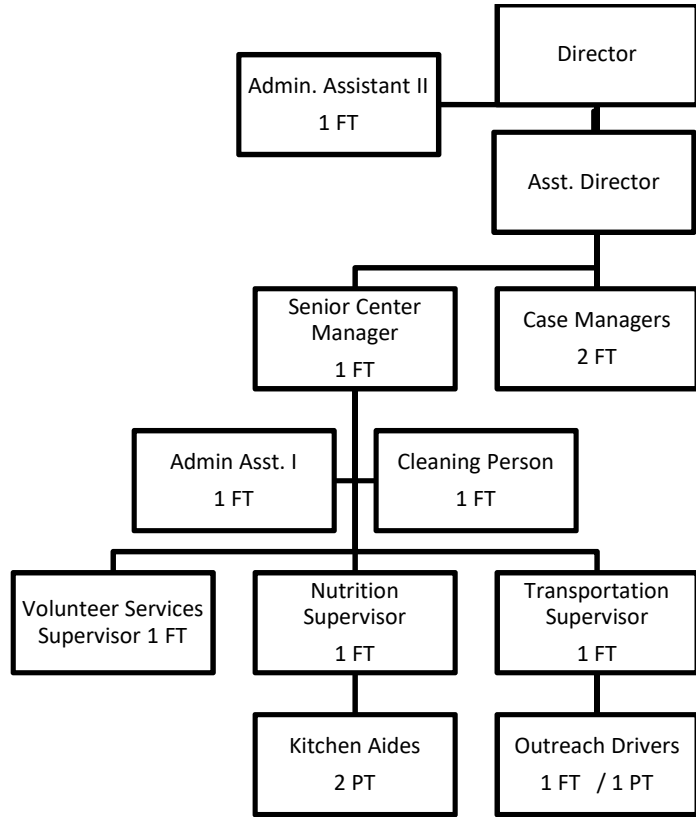 Director
Admin. Assistant II
1 FT
Asst. Director
Senior Center
Manager
1 FT
Case Managers
2 FT
Admin Asst. I
1 FT
Cleaning Person
1 FT
Volunteer Services
Supervisor 1 FT
Nutrition
Supervisor
1 FT
Transportation
Supervisor
1 FT
Kitchen Aides
2 PT
Outreach Drivers
1 FT / 1 PT